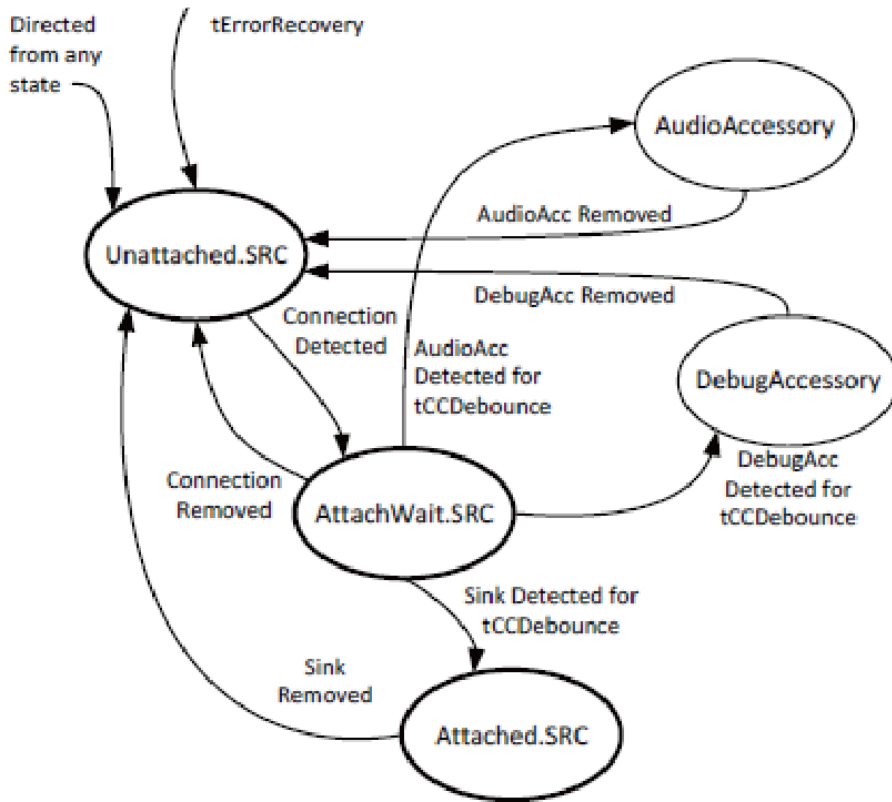 Directed
from any
state
tErrorRecovery
AudioAccessory
AudioAcc Removed
Unattached.SRC
DebugAcc Removed
Connection
Detected
AudioAcc
Detected for
tCCDebounce
DebugAccessory
Connection
Removed
AttachWait.SRC
DebugAcc
Detected for
tCCDebounce
Sink Detected for
tCCDebounce
Sink
Removed
Attached.SRC